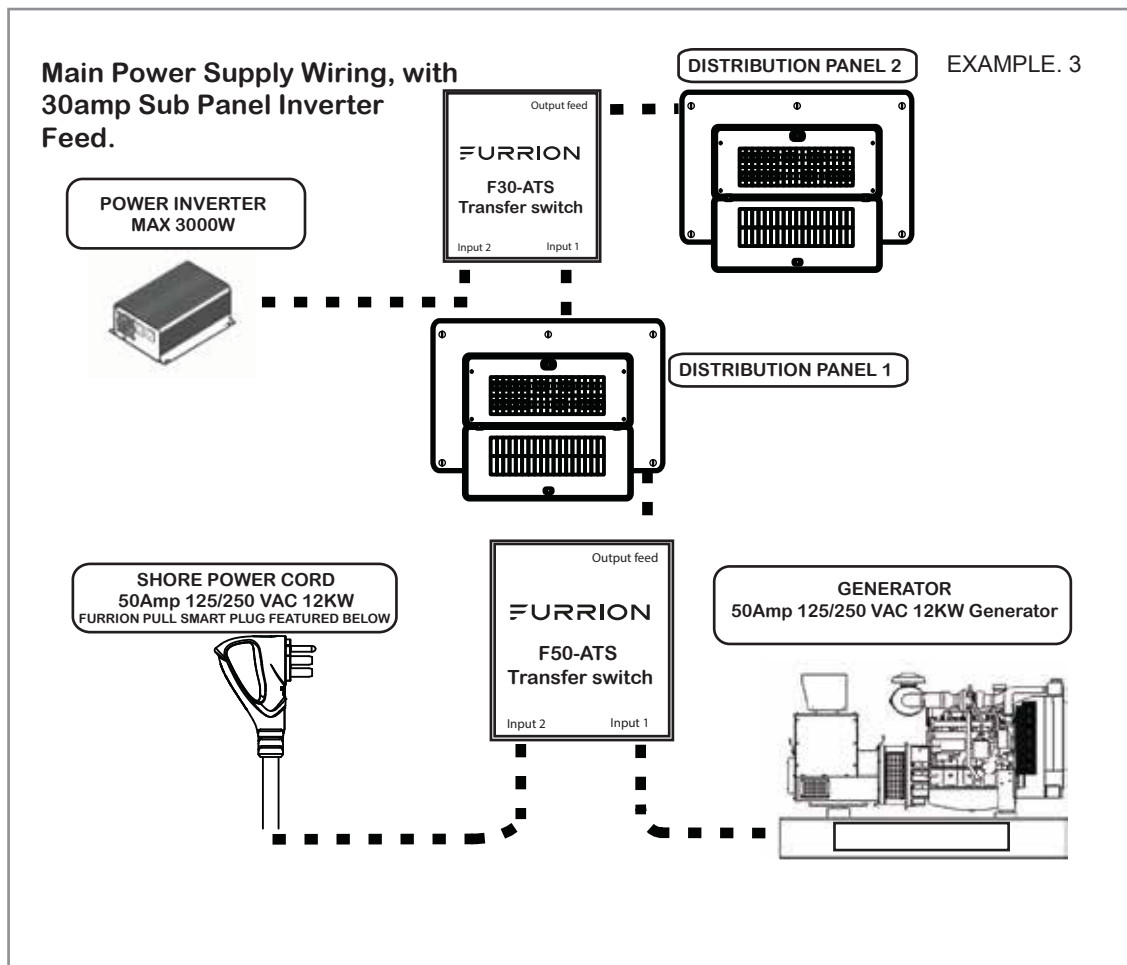 Main Power Supply Wiring, with
30amp Sub Panel Inverter
Feed.
DISTRIBUTION PANEL 2
EXAMPLE. 3
Output feed
FURRION
F30-ATS
Transfer switch
Input 2
Input 1
POWER INVERTER
MAX 3000W
DISTRIBUTION PANEL 1
SHORE POWER CORD
50Amp 125/250 VAC 12KW
FURRION PULL SMART PLUG FEATURED BELOW
Output feed
FURRION
F50-ATS
Transfer switch
Input 2
Input 1
GENERATOR
50Amp 125/250 VAC 12KW Generator